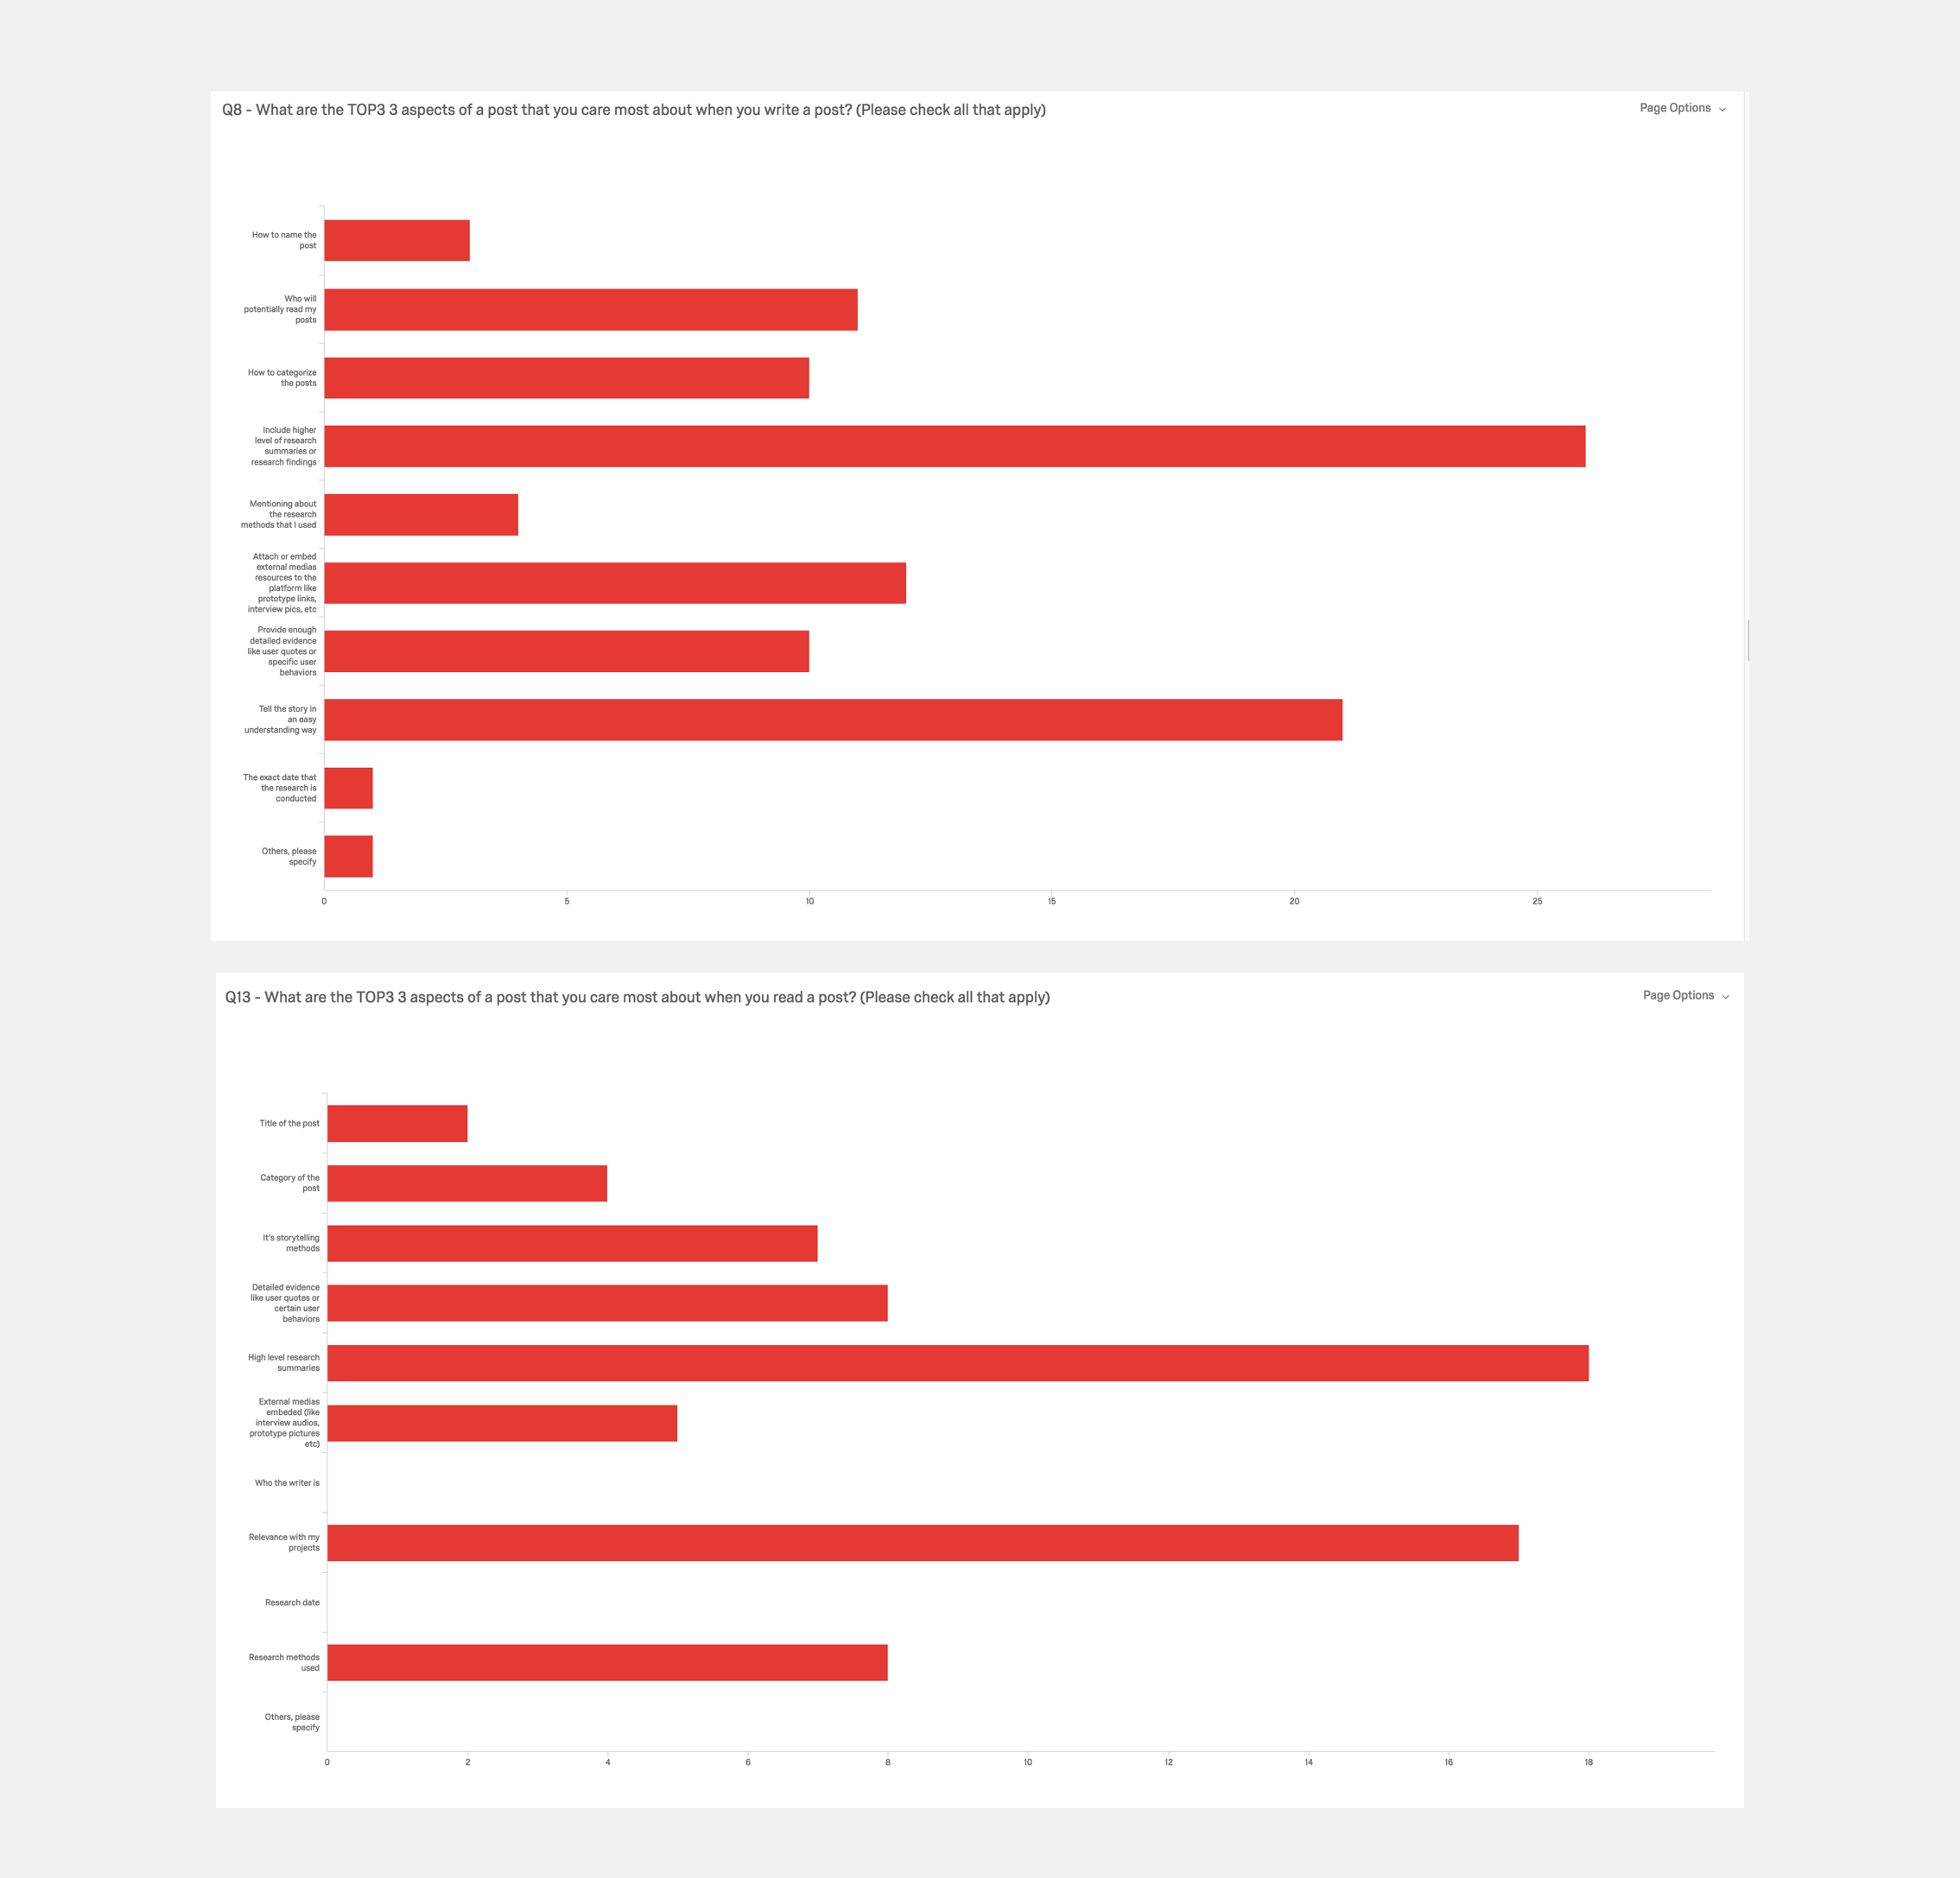 Q8 - What are the TOP3 3 aspects of a post that you care most about when you write a post? (Please check all that apply)
Page Options
How to name the
post
Who will
potentially read my
posts
How to categorize
the posts
Include higher
level of research
summaries or
research findings
Mentioning about
the research
methods that I used
Attach or embed
external medias
resources to the
platform like
prototype links,
interview pics, etc
Provide enough
detailed evidence
like user quotes or
specific user
behaviors
Tell the story in
an easy
understanding way
The exact date that
the research is
conducted
Others, please
specify
0 5 10 15 20 25
Q13 - What are the TOP3 3 aspects of a post that you care most about when you read a post? (Please check all that apply)
Page Options
Title of the post
Category of the
post
It's storytelling
methods
Detailed evidence
like user quotes or
certain user
behaviors
High level research
summaries
External medias
embeded (like
interview audios,
prototype pictures
etc)
Who the writer is
Relevance with my
projects
Research date
Research methods
used
Others, please
specify
0 2 4 6 8 10 12 14 16 18